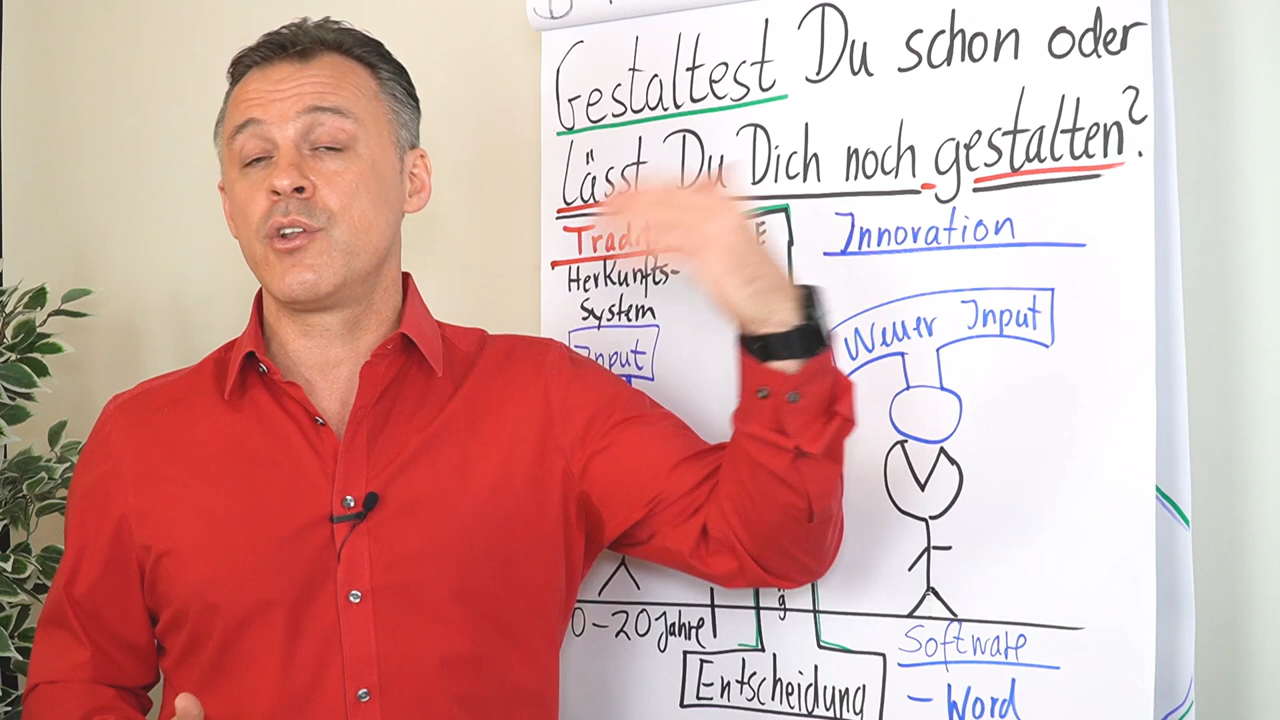 Gestaltest Du schon oder
lässt Du Dich noch gestalten?
Innovation
Herkunfts-
System
Input
Neuer Input
0-20 Jahre
Software
Entscheidung
- Word